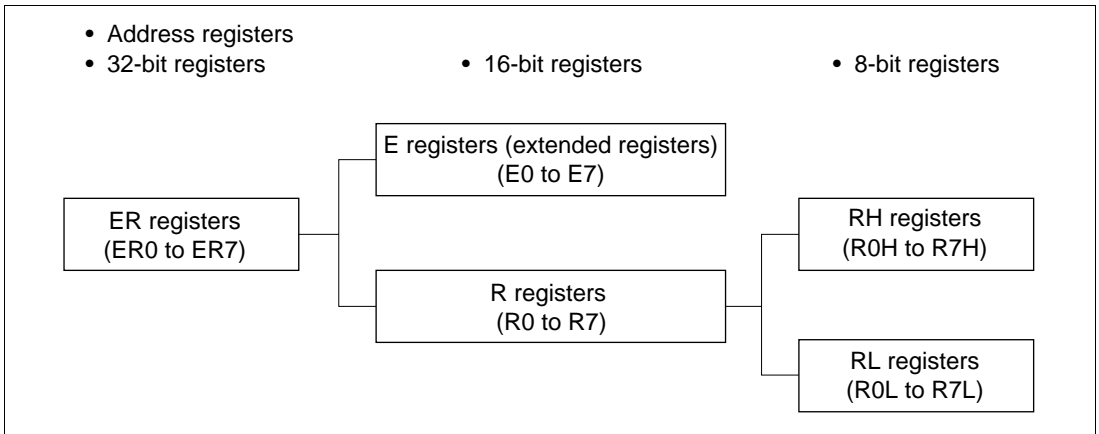 • Address registers
• 32-bit registers
• 16-bit registers
• 8-bit registers
E registers (extended registers)
(E0 to E7)
ER registers
(ER0 to ER7)
RH registers
(R0H to R7H)
R registers
(R0 to R7)
RL registers
(R0L to R7L)